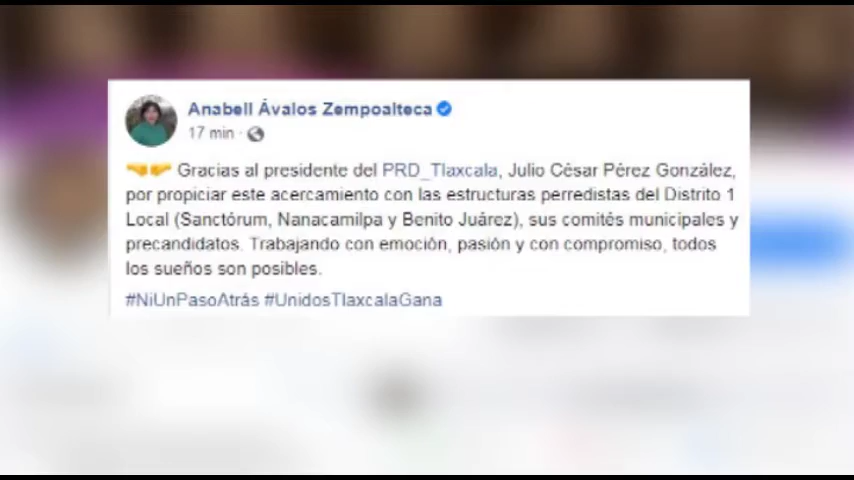 Anabell Ávalos Zempoalteca
17 min ·
Gracias al presidente del PRD_Tlaxcala, Julio César Pérez González,
por propiciar este acercamiento con las estructuras perredistas del Distrito 1
Local (Sanctórum, Nanacamilpa y Benito Juárez), sus comités municipales y
precandidatos. Trabajando con emoción, pasión y con compromiso, todos
los sueños son posibles.
#NiUnPasoAtrás #UnidosTlaxcalaGana